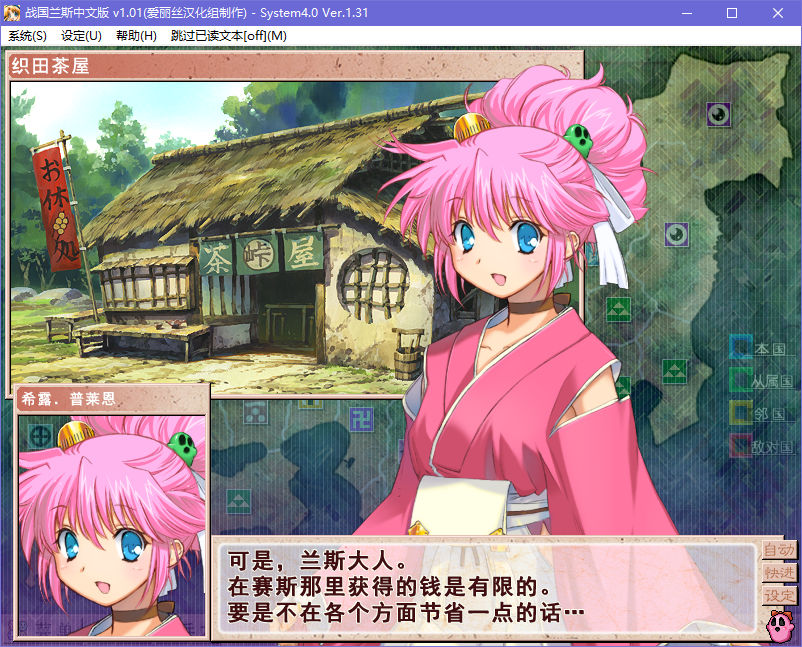 战国兰斯中文版 v1.01(爱丽丝汉化组制作) - System4.0 Ver.1.31
系统(S) 设定(U) 帮助(H) 跳过已读文本[off](M)
织田茶屋
お休処
茶峠屋
本国
从属国
邻国
敌对国
希露．普莱恩
可是，兰斯大人。
在赛斯那里获得的钱是有限的。
要是不在各个方面节省一点的话…
自动
快进
设定